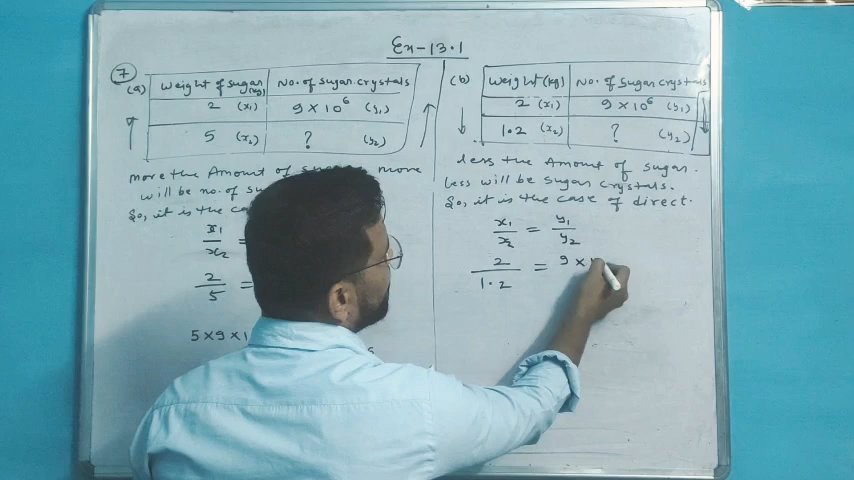 Ex-13.1
7
(a)
Weight of sugar (kg) No. of sugar crystals
2 (x₁) 9×10⁶ (y₁)
5 (x₂) ? (y₂)
more the Amount of more
will be no. of
So, it is the
x₁/x₂ =
2/5 =
5×9×1
(b)
Weight (kg) No. of sugar crystals
2 (x₁) 9×10⁶ (y₁)
1.2 (x₂) ? (y₂)
less the Amount of sugar.
less will be sugar crystals.
So, it is the case of direct.
x₁/x₂ = y₁/y₂
2/1.2 = 9×